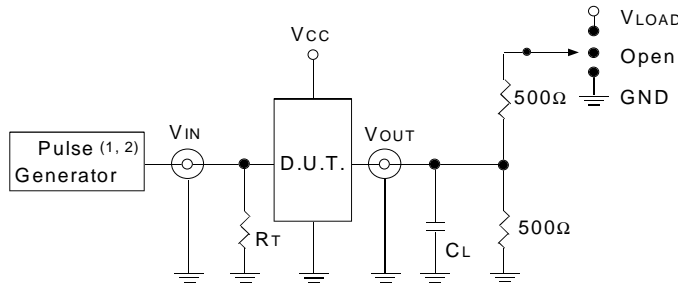 VLOAD
VCC
Open
500Ω
GND
VIN
VOUT
Pulse (1, 2)
Generator
D.U.T.
RT
CL
500Ω